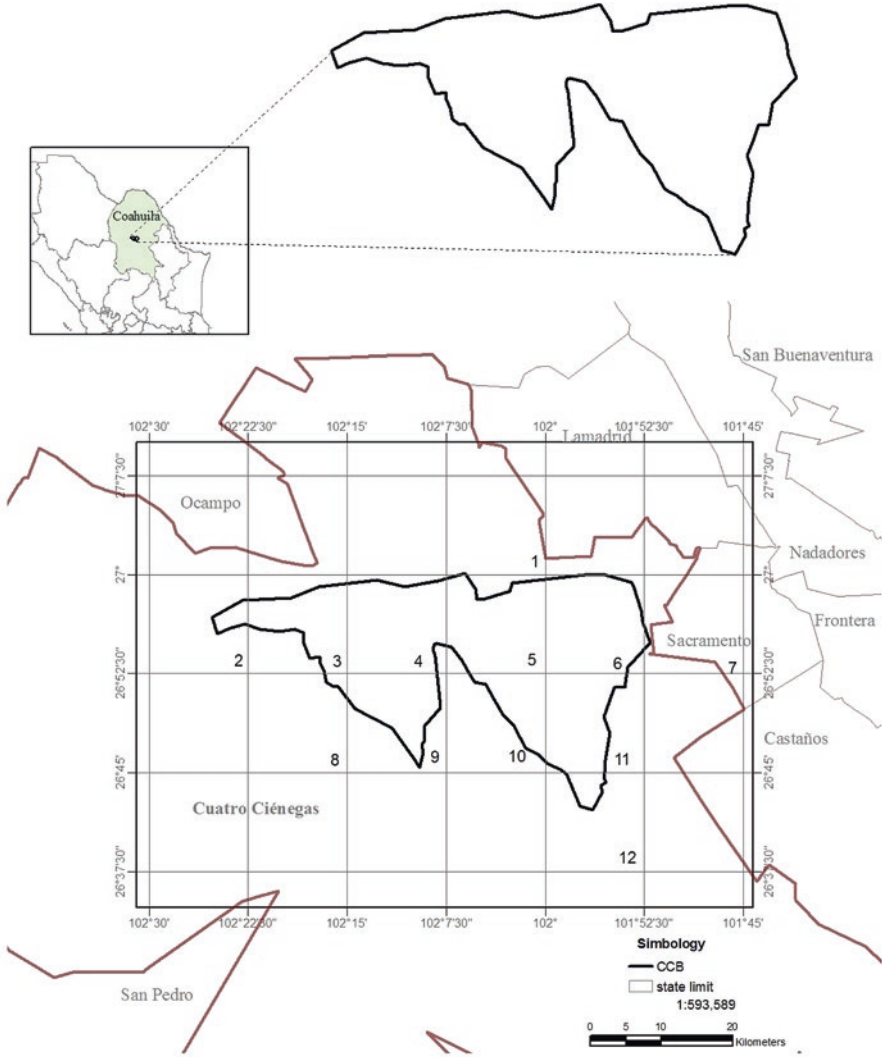 Coahuila
San Buenaventura
102°30' 102°22'30" 102°15' 102°7'30" 102° 101°52'30" 101°45'
Lamadrid
27°7'30" 27°7'30"
Ocampo
Nadadores
1
27° 27°
Frontera
Sacramento
2 3 4 5 6 7
26°52'30" 26°52'30"
Castaños
8 9 10 11
26°45' 26°45'
Cuatro Ciénegas
12
26°37'30" 26°37'30"
102°30' 102°22'30" 102°15' 102°7'30" 102° 101°52'30" 101°45'
Simbology
CCB
San Pedro
state limit
1:593,589
0 5 10 20
Kilometers